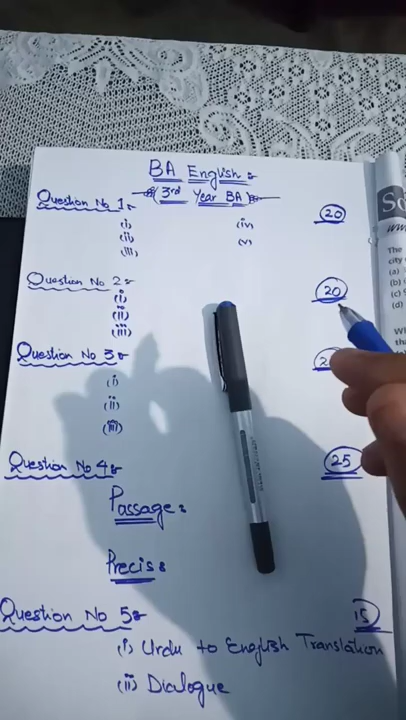 BA English:
(3rd Year BA)
Question No 1:
(20)
(i) (iv)
(ii) (v)
(iii)
Question No 2:
(20)
(i)
(ii)
(iii)
Question No 3:
(i)
(ii)
(iii)
Question No 4:
(25)
Passage:
Precis:
Question No 5:
15
(i) Urdu to English Translation
(ii) Dialogue
The
city
(a)
(b)
(c)
(d)